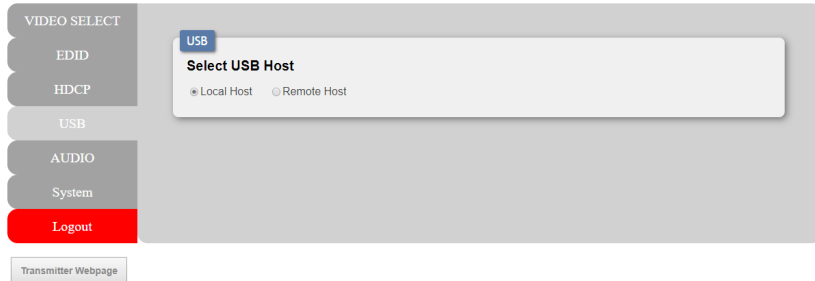 VIDEO SELECT
EDID
HDCP
USB
AUDIO
System
Logout
Transmitter Webpage
USB
Select USB Host
Local Host Remote Host